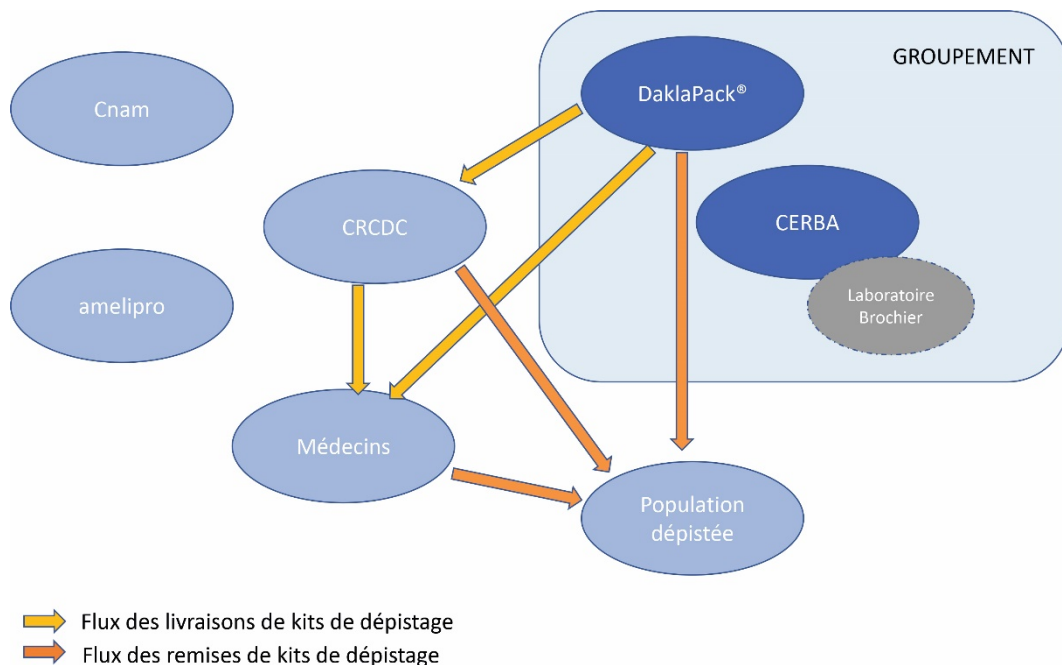 GROUPEMENT
DaklaPack®
Cnam
CERBA
CRCDC
Laboratoire
Brochier
amelipro
Médecins
Population
dépistée
Flux des livraisons de kits de dépistage
Flux des remises de kits de dépistage